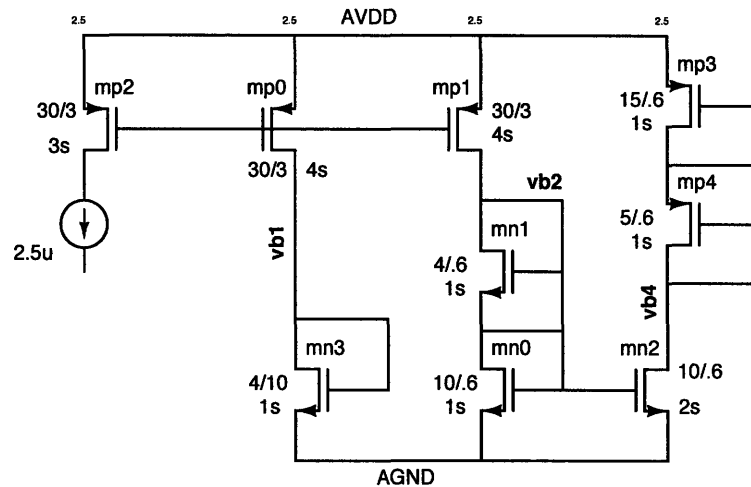 AVDD
2.5
2.5
2.5
2.5
mp2
mp0
mp1
mp3
30/3
3s
30/3
4s
30/3
4s
15/.6
1s
mp4
5/.6
1s
vb2
2.5u
vb1
mn1
4/.6
1s
vb4
mn3
4/10
1s
mn0
10/.6
1s
mn2
10/.6
2s
AGND